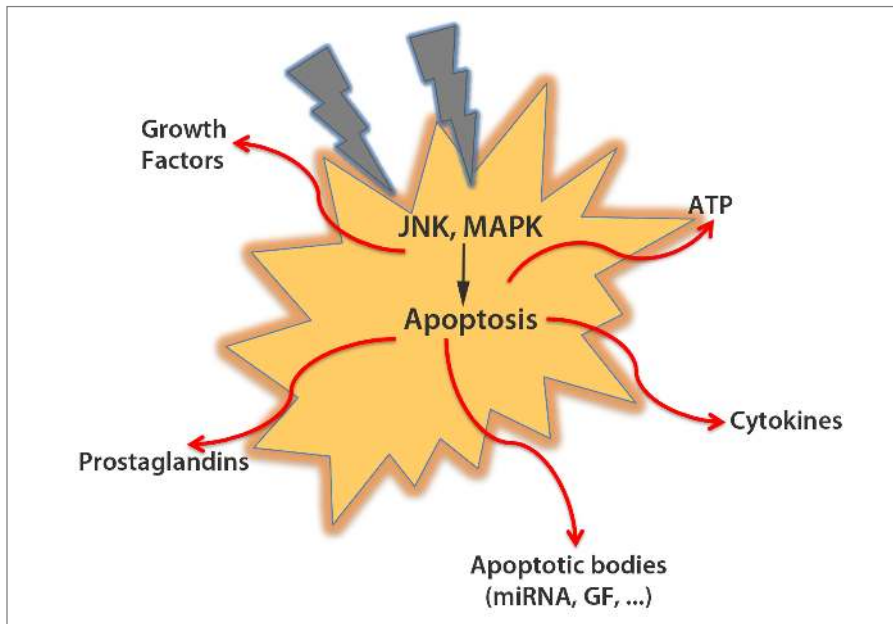 Growth
Factors
ATP
JNK, MAPK
Apoptosis
Cytokines
Prostaglandins
Apoptotic bodies
(miRNA, GF, ...)